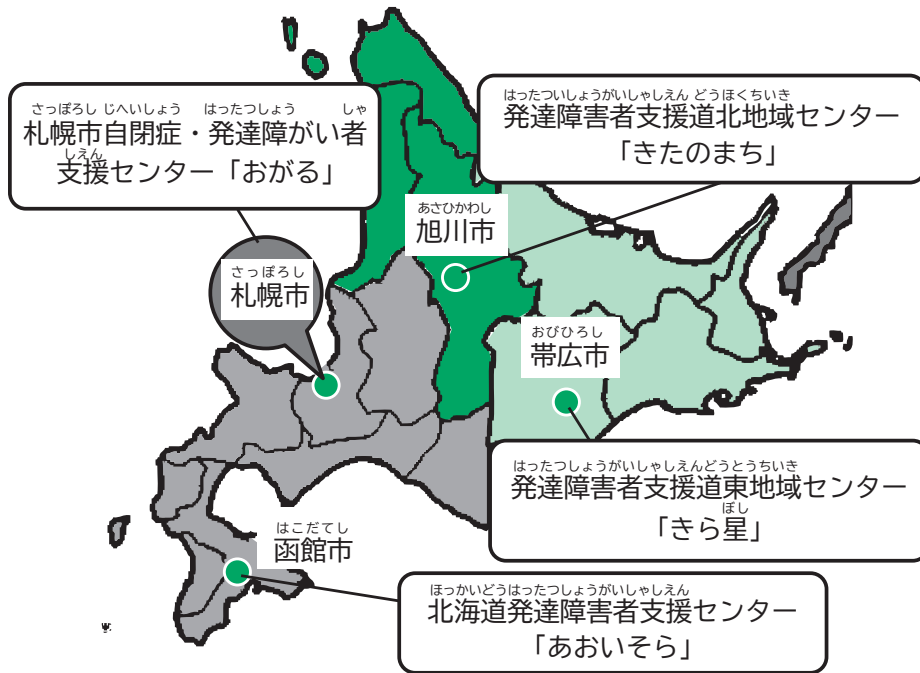 さっぽろし じへいしょう はったつしょう しゃ
札幌市自閉症・発達障がい者
しえん
支援センター「おがる」
はったついしょうがいしゃしえん どうほくちいき
発達障害者支援道北地域センター
「きたのまち」
あさひかわし
旭川市
さっぽろし
札幌市
おびひろし
帯広市
はったつしょうがいしゃしえんどうとうちいき
発達障害者支援道東地域センター
ぼし
「きら星」
はこだてし
函館市
ほっかいどうはったつしょうがいしゃしえん
北海道発達障害者支援センター
「あおいそら」